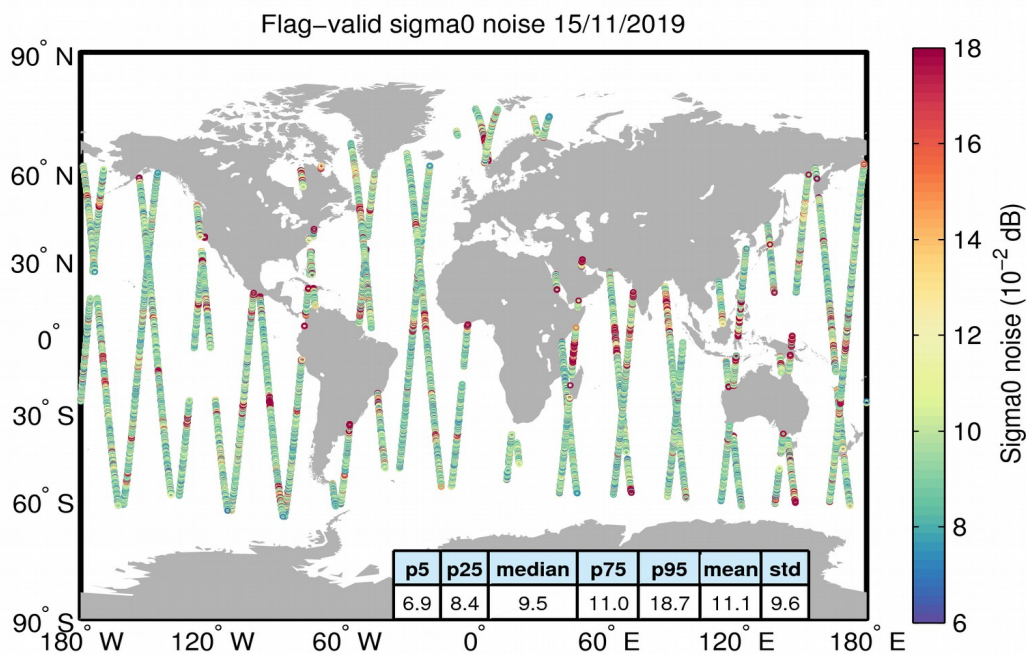 Flag−valid sigma0 noise 15/11/2019
90° N
60° N
30° N
0°
30° S
60° S
90° S
180° W
120° W
60° W
0°
60° E
120° E
180° E
p5 p25 median p75 p95 mean std
6.9 8.4 9.5 11.0 18.7 11.1 9.6
18
16
14
12
10
8
6
Sigma0 noise (10⁻² dB)